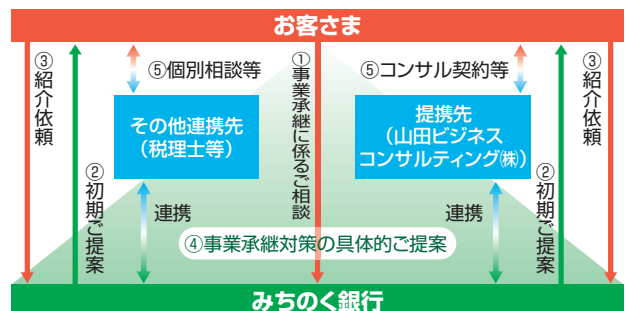 お客さま
③紹介依頼
②初期ご提案
⑤個別相談等
その他連携先
（税理士等）
連携
①事業承継に係るご相談
⑤コンサル契約等
提携先
（山田ビジネス
コンサルティング㈱）
連携
②初期ご提案
③紹介依頼
④事業承継対策の具体的ご提案
みちのく銀行